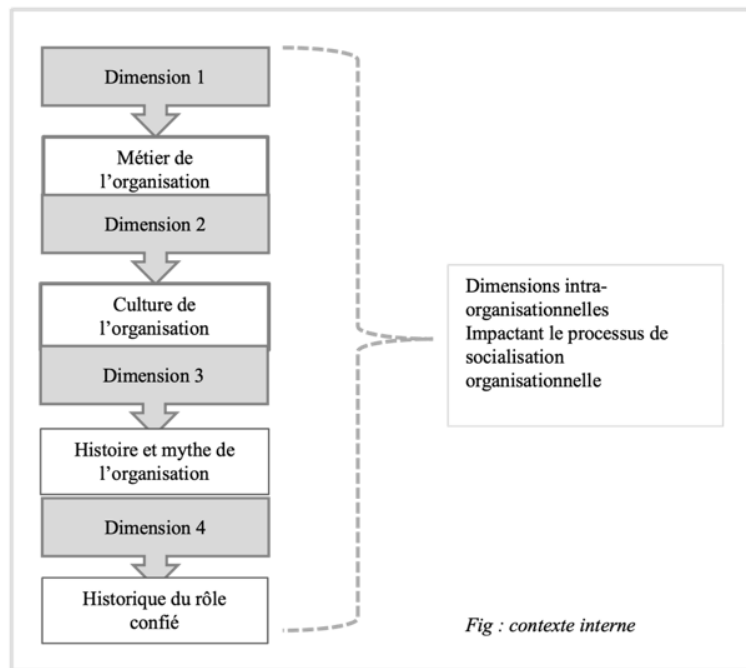 Dimension 1
Métier de
l'organisation
Dimension 2
Culture de
l'organisation
Dimension 3
Histoire et mythe de
l'organisation
Dimension 4
Historique du rôle
confié
Dimensions intra-
organisationnelles
Impactant le processus de
socialisation
organisationnelle
Fig : contexte interne